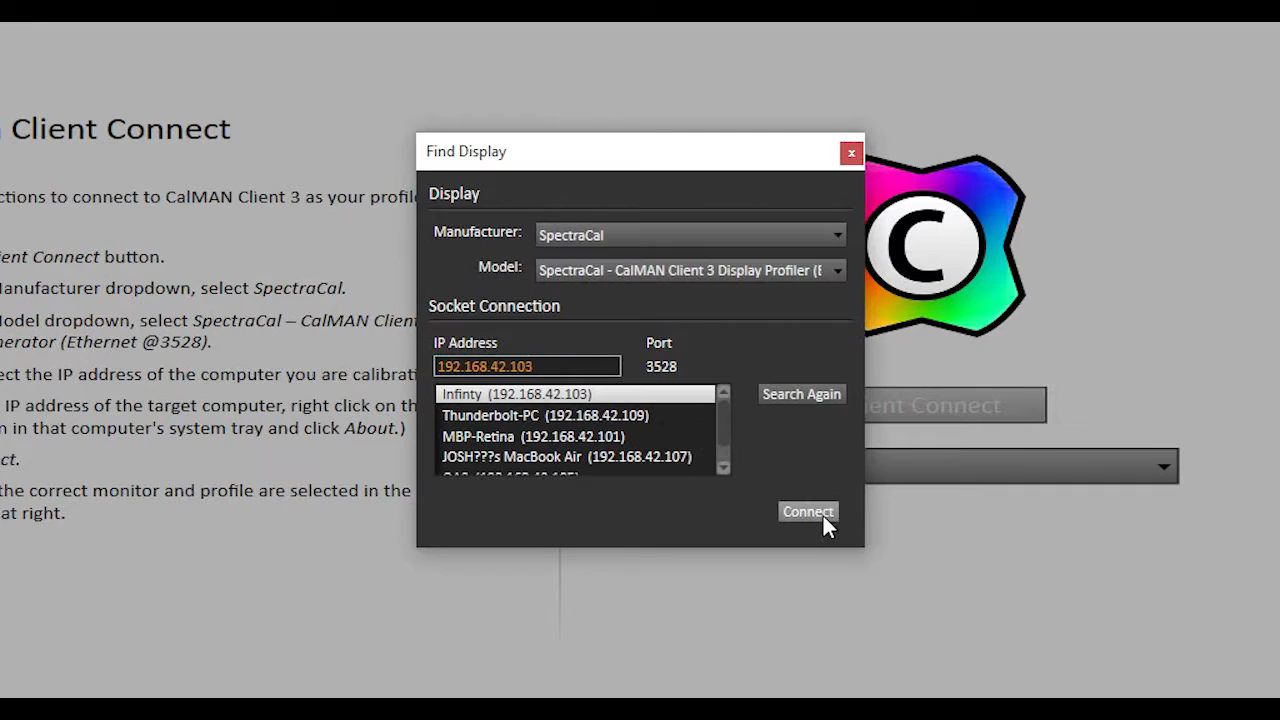 Client Connect
ctions to connect to CalMAN Client 3 as your profile
ent Connect button.
Manufacturer dropdown, select SpectraCal.
Model dropdown, select SpectraCal – CalMAN Client
nerator (Ethernet @3528).
ect the IP address of the computer you are calibrati
IP address of the target computer, right click on th
n in that computer's system tray and click About.)
ct.
the correct monitor and profile are selected in the
at right.
Find Display
x
Display
Manufacturer:
SpectraCal
Model:
SpectraCal - CalMAN Client 3 Display Profiler (E
Socket Connection
IP Address
Port
192.168.42.103
3528
Infinty (192.168.42.103)
Search Again
Thunderbolt-PC (192.168.42.109)
MBP-Retina (192.168.42.101)
JOSH???s MacBook Air (192.168.42.107)
Connect
C
ent Connect